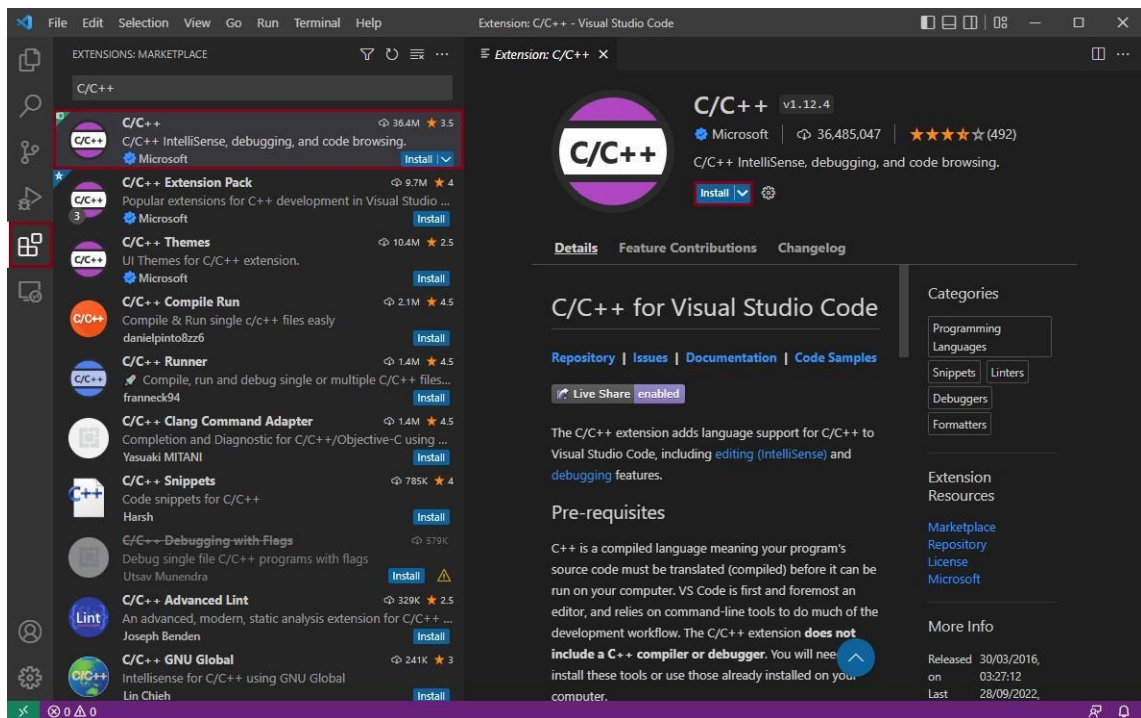 File Edit Selection View Go Run Terminal Help
Extension: C/C++ - Visual Studio Code
EXTENSIONS: MARKETPLACE
C/C++
C/C++ 36.4M ★ 3.5
C/C++ IntelliSense, debugging, and code browsing.
Microsoft Install
C/C++
C/C++ Extension Pack 9.7M ★ 4
Popular extensions for C++ development in Visual Studio ...
Microsoft Install
C/C++
3
C/C++ Themes 10.4M ★ 2.5
UI Themes for C/C++ extension.
Microsoft Install
C/C++
C/C++ Compile Run 2.1M ★ 4.5
Compile & Run single c/c++ files easly
danielpinto8zz6 Install
C/C++
C/C++ Runner 1.4M ★ 4.5
🚀 Compile, run and debug single or multiple C/C++ files...
franneck94 Install
C/C++
C/C++ Clang Command Adapter 1.4M ★ 4.5
Completion and Diagnostic for C/C++/Objective-C using ...
Yasuaki MITANI Install
C/C++ Snippets 785K ★ 4
Code snippets for C/C++
Harsh Install
C++
C/C++ Debugging with Flags 579K
Debug single file C/C++ programs with flags
Utsav Munendra Install
C/C++ Advanced Lint 329K ★ 2.5
An advanced, modern, static analysis extension for C/C++ ...
Joseph Benden Install
{Lint}
C/C++ GNU Global 241K ★ 3
Intellisense for C/C++ using GNU Global
Lin Chieh Install
C/C++
0 0
Extension: C/C++
C/C++
C/C++ v1.12.4
Microsoft | 36,485,047 | ★★★★☆(492)
C/C++ IntelliSense, debugging, and code browsing.
Install
Details Feature Contributions Changelog
C/C++ for Visual Studio Code
Repository | Issues | Documentation | Code Samples
Live Share enabled
The C/C++ extension adds language support for C/C++ to
Visual Studio Code, including editing (IntelliSense) and
debugging features.
Pre-requisites
C++ is a compiled language meaning your program's
source code must be translated (compiled) before it can be
run on your computer. VS Code is first and foremost an
editor, and relies on command-line tools to do much of the
development workflow. The C/C++ extension does not
include a C++ compiler or debugger. You will nee
install these tools or use those already installed on your
computer.
Categories
Programming
Languages
Snippets Linters
Debuggers
Formatters
Extension
Resources
Marketplace
Repository
License
Microsoft
More Info
Released 30/03/2016,
on 03:27:12
Last 28/09/2022,